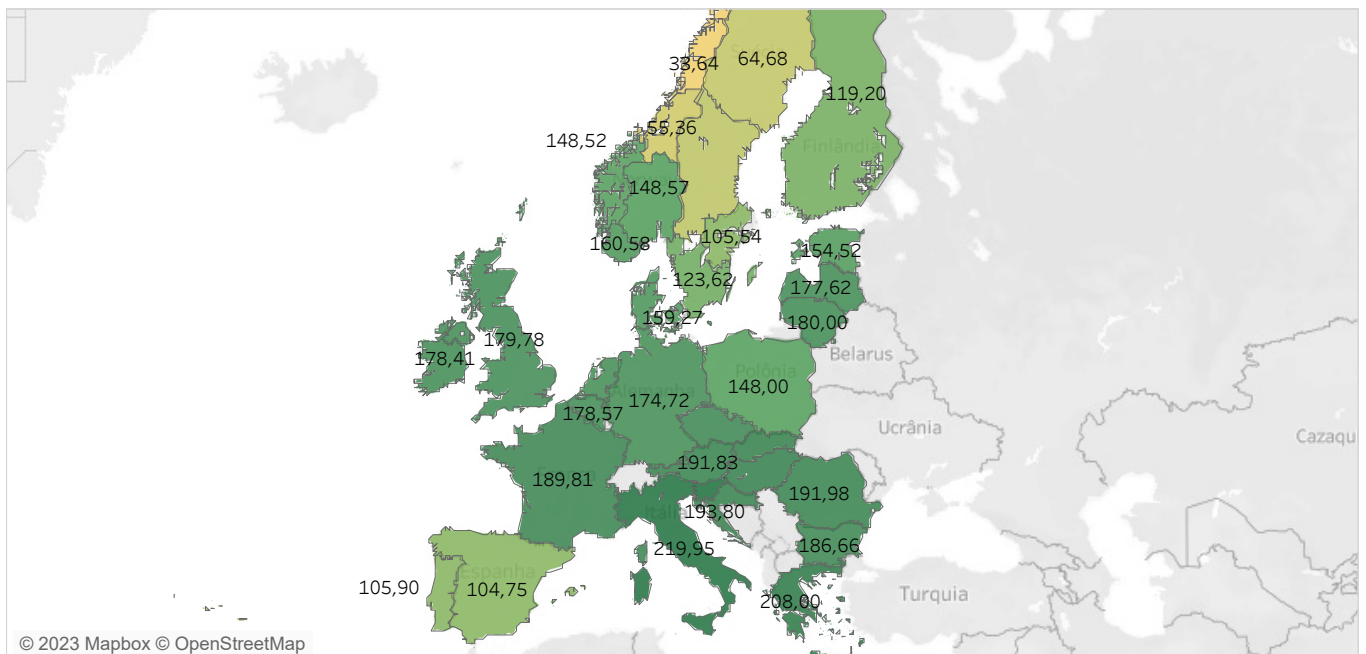 33,64
64,68
119,20
55,36
148,52
Finlândia
148,57
160,58
105,54
154,52
123,62
177,62
159,27
180,00
179,78
178,41
Belarus
Polônia
148,00
Alemanha
174,72
178,57
Ucrânia
Cazaqu
191,83
França
189,81
191,98
Itáli
193,80
219,95
186,66
Espanha
105,90
104,75
208,00
Turquia
© 2023 Mapbox © OpenStreetMap